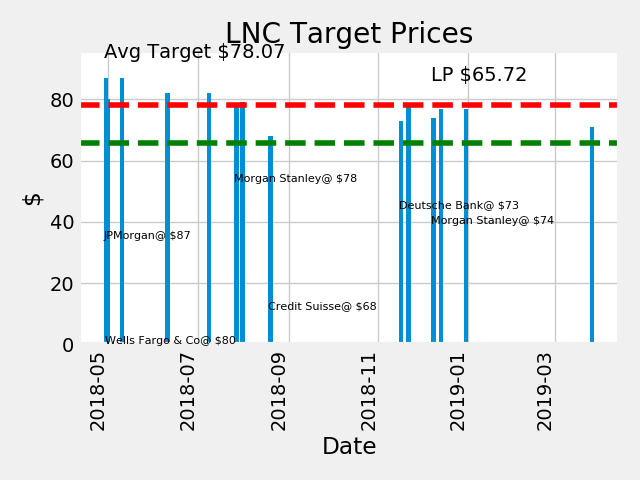 LNC Target Prices
Avg Target $78.07
LP $65.72
80
60
40
20
0
$
Morgan Stanley@ $78
Deutsche Bank@ $73
Morgan Stanley@ $74
JPMorgan@ $87
Credit Suisse@ $68
Wells Fargo & Co@ $80
2018-05
2018-07
2018-09
2018-11
2019-01
2019-03
Date